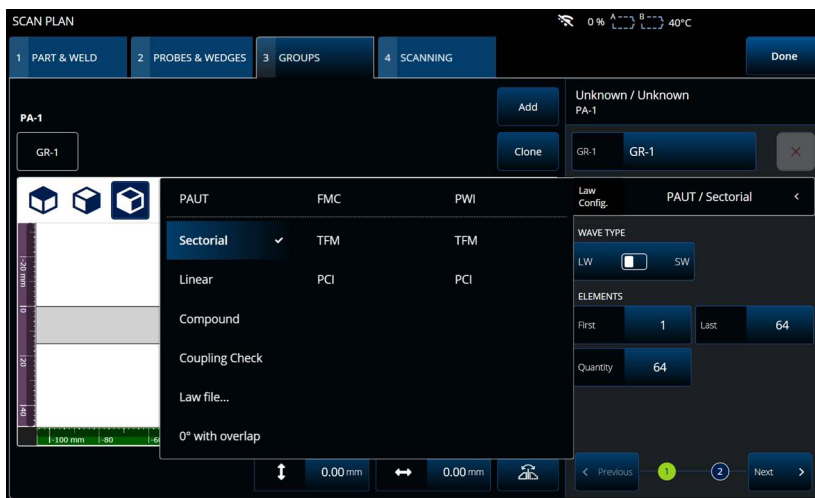 SCAN PLAN
0 % A B 40°C
1 PART & WELD 2 PROBES & WEDGES 3 GROUPS 4 SCANNING Done
Unknown / Unknown
PA-1
PA-1
Add
GR-1
Clone
GR-1 GR-1
Law Config. PAUT / Sectorial
PAUT FMC PWI
Sectorial TFM TFM
Linear PCI PCI
Compound
Coupling Check
Law file...
0° with overlap
WAVE TYPE
LW SW
ELEMENTS
First 1 Last 64
Quantity 64
-20 mm
0
20
40
-100 mm -80
0.00 mm 0.00 mm
Previous 1 2 Next